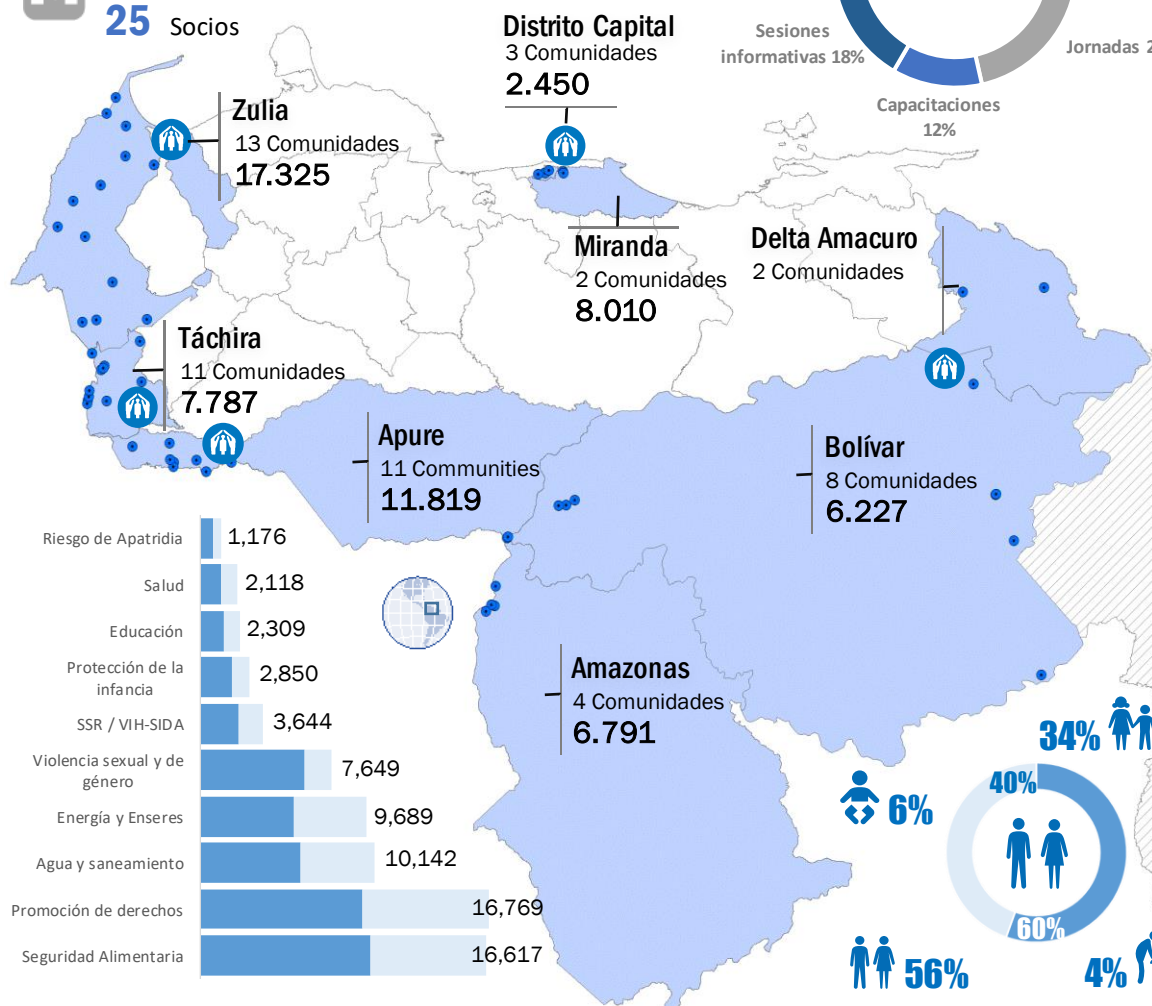 25 Socios
Distrito Capital
3 Comunidades
2.450
Sesiones
informativas 18%
Jornadas 2
Capacitaciones
12%
Zulia
13 Comunidades
17.325
Miranda
2 Comunidades
8.010
Delta Amacuro
2 Comunidades
Táchira
11 Comunidades
7.787
Apure
11 Communities
11.819
Bolívar
8 Comunidades
6.227
Amazonas
4 Comunidades
6.791
Riesgo de Apatridia 1,176
Salud 2,118
Educación 2,309
Protección de la
infancia 2,850
SSR / VIH-SIDA 3,644
Violencia sexual y de
género 7,649
Energía y Enseres 9,689
Agua y saneamiento 10,142
Promoción de derechos 16,769
Seguridad Alimentaria 16,617
34%
40%
6%
60%
56%
4%